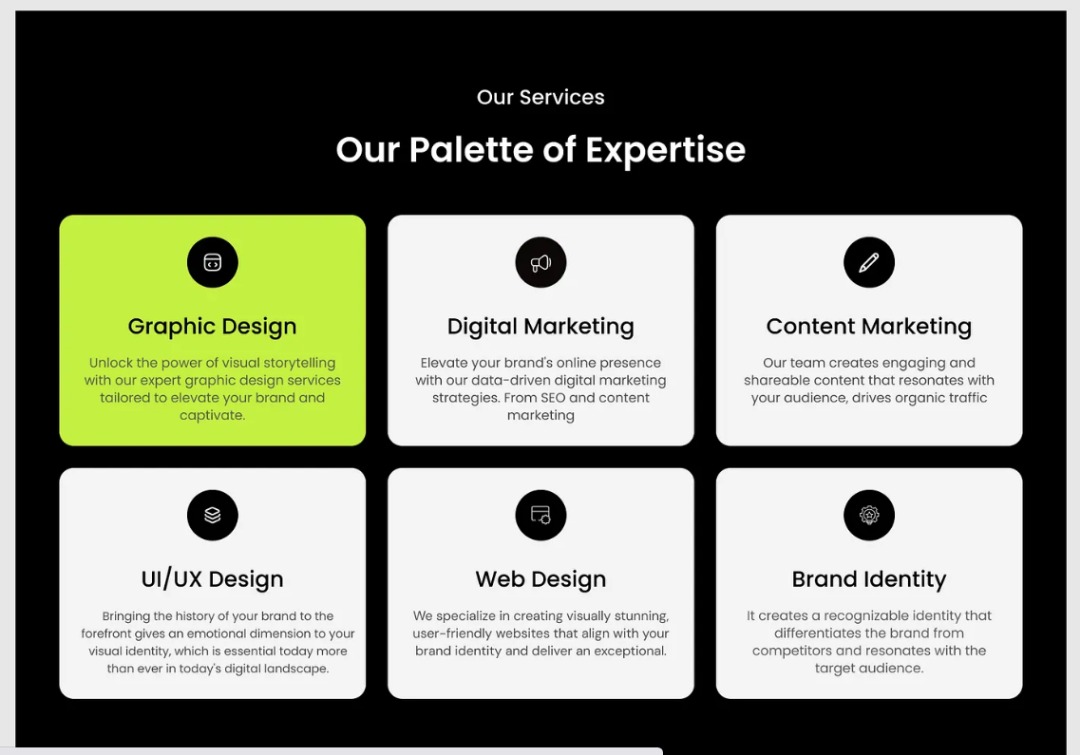 Our Services
Our Palette of Expertise
Graphic Design
Unlock the power of visual storytelling
with our expert graphic design services
tailored to elevate your brand and
captivate.
Digital Marketing
Elevate your brand's online presence
with our data-driven digital marketing
strategies. From SEO and content
marketing
Content Marketing
Our team creates engaging and
shareable content that resonates with
your audience, drives organic traffic
UI/UX Design
Bringing the history of your brand to the
forefront gives an emotional dimension to your
visual identity, which is essential today more
than ever in today's digital landscape.
Web Design
We specialize in creating visually stunning,
user-friendly websites that align with your
brand identity and deliver an exceptional.
Brand Identity
It creates a recognizable identity that
differentiates the brand from
competitors and resonates with the
target audience.